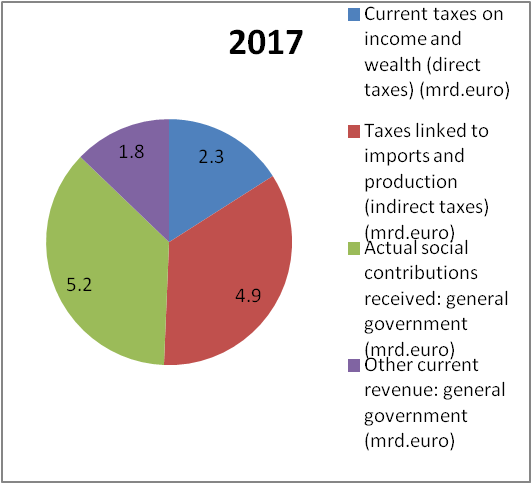 2017
1.8
2.3
5.2
4.9
Current taxes on
income and
wealth (direct
taxes) (mrd.euro)
Taxes linked to
imports and
production
(indirect taxes)
(mrd.euro)
Actual social
contributions
received: general
government
(mrd.euro)
Other current
revenue: general
government
(mrd.euro)